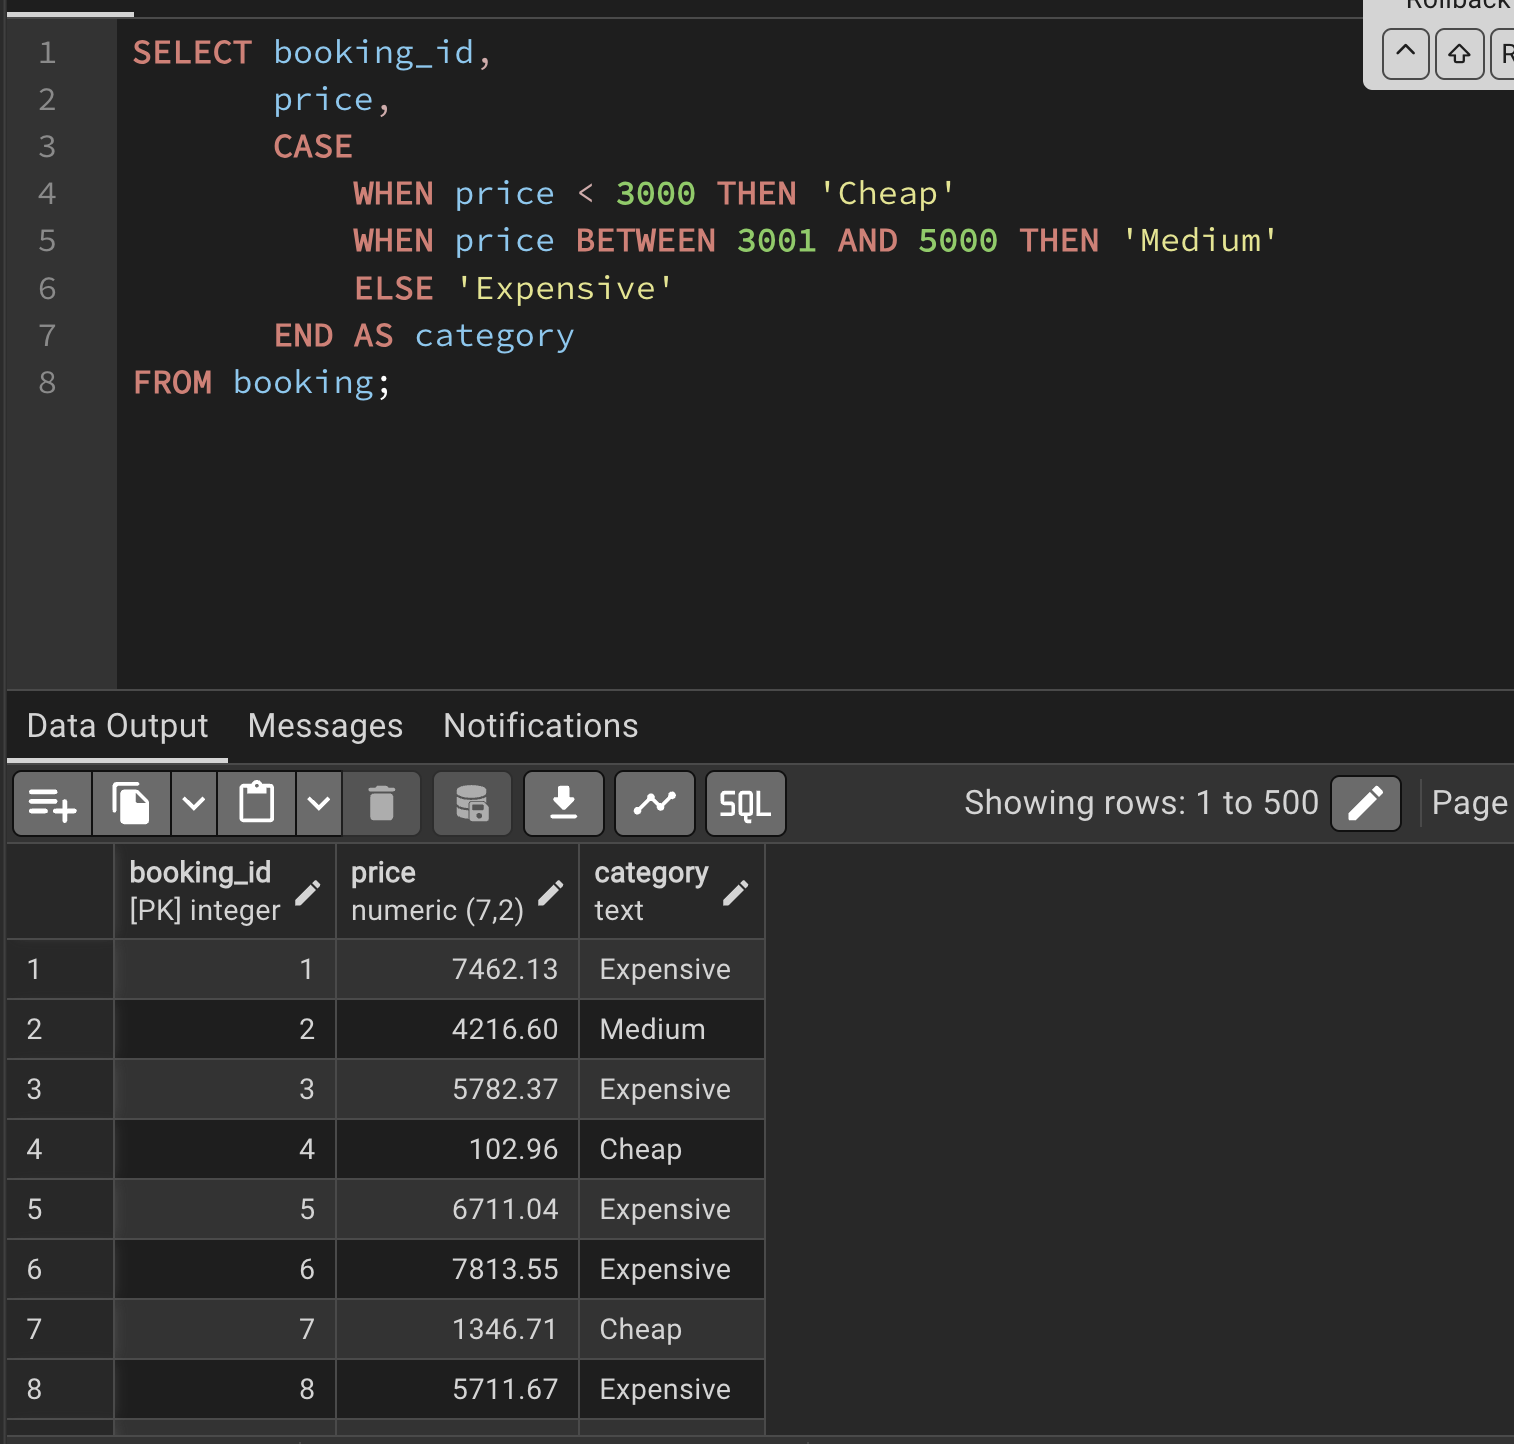 Rollback
R
1 SELECT booking_id,
2 price,
3 CASE
4 WHEN price < 3000 THEN 'Cheap'
5 WHEN price BETWEEN 3001 AND 5000 THEN 'Medium'
6 ELSE 'Expensive'
7 END AS category
8 FROM booking;
Data Output Messages Notifications
SQL Showing rows: 1 to 500 Page
booking_id price category
[PK] integer numeric (7,2) text
1 1 7462.13 Expensive
2 2 4216.60 Medium
3 3 5782.37 Expensive
4 4 102.96 Cheap
5 5 6711.04 Expensive
6 6 7813.55 Expensive
7 7 1346.71 Cheap
8 8 5711.67 Expensive